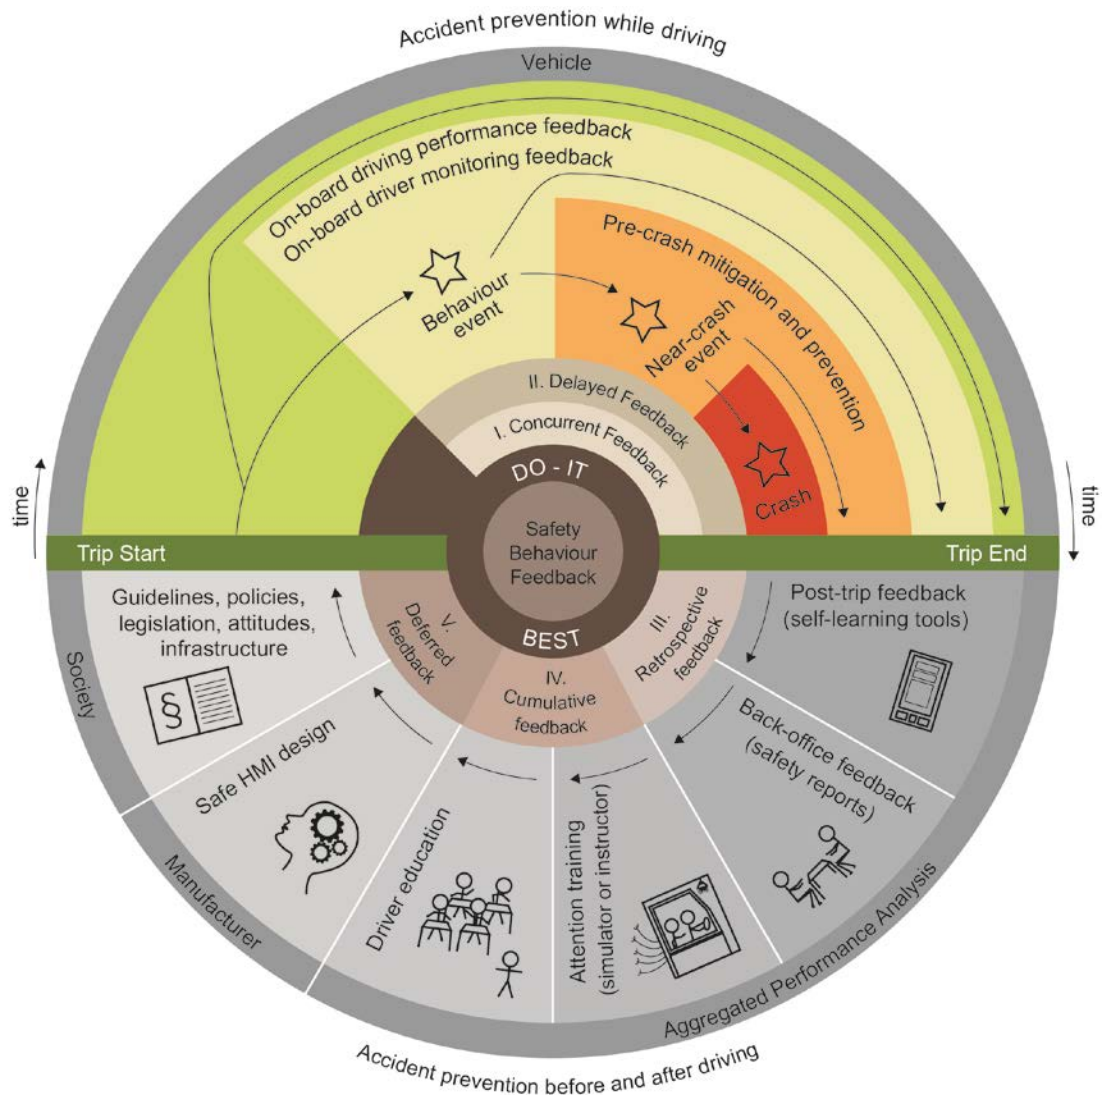 Accident prevention while driving
Vehicle
On-board driving performance feedback
On-board driver monitoring feedback
Pre-crash mitigation and prevention
Behaviour
event
Near-crash
event
II. Delayed Feedback
I. Concurrent Feedback
Crash
DO - IT
time
time
Safety
Behaviour
Feedback
Trip Start
Trip End
BEST
Guidelines, policies,
legislation, attitudes,
infrastructure
§
V.
Deferred
feedback
IV.
Cumulative
feedback
III.
Retrospective
feedback
Post-trip feedback
(self-learning tools)
Society
Safe HMI design
Back-office feedback
(safety reports)
Manufacturer
Driver education
Attention training
(simulator or instructor)
Aggregated Performance Analysis
Accident prevention before and after driving